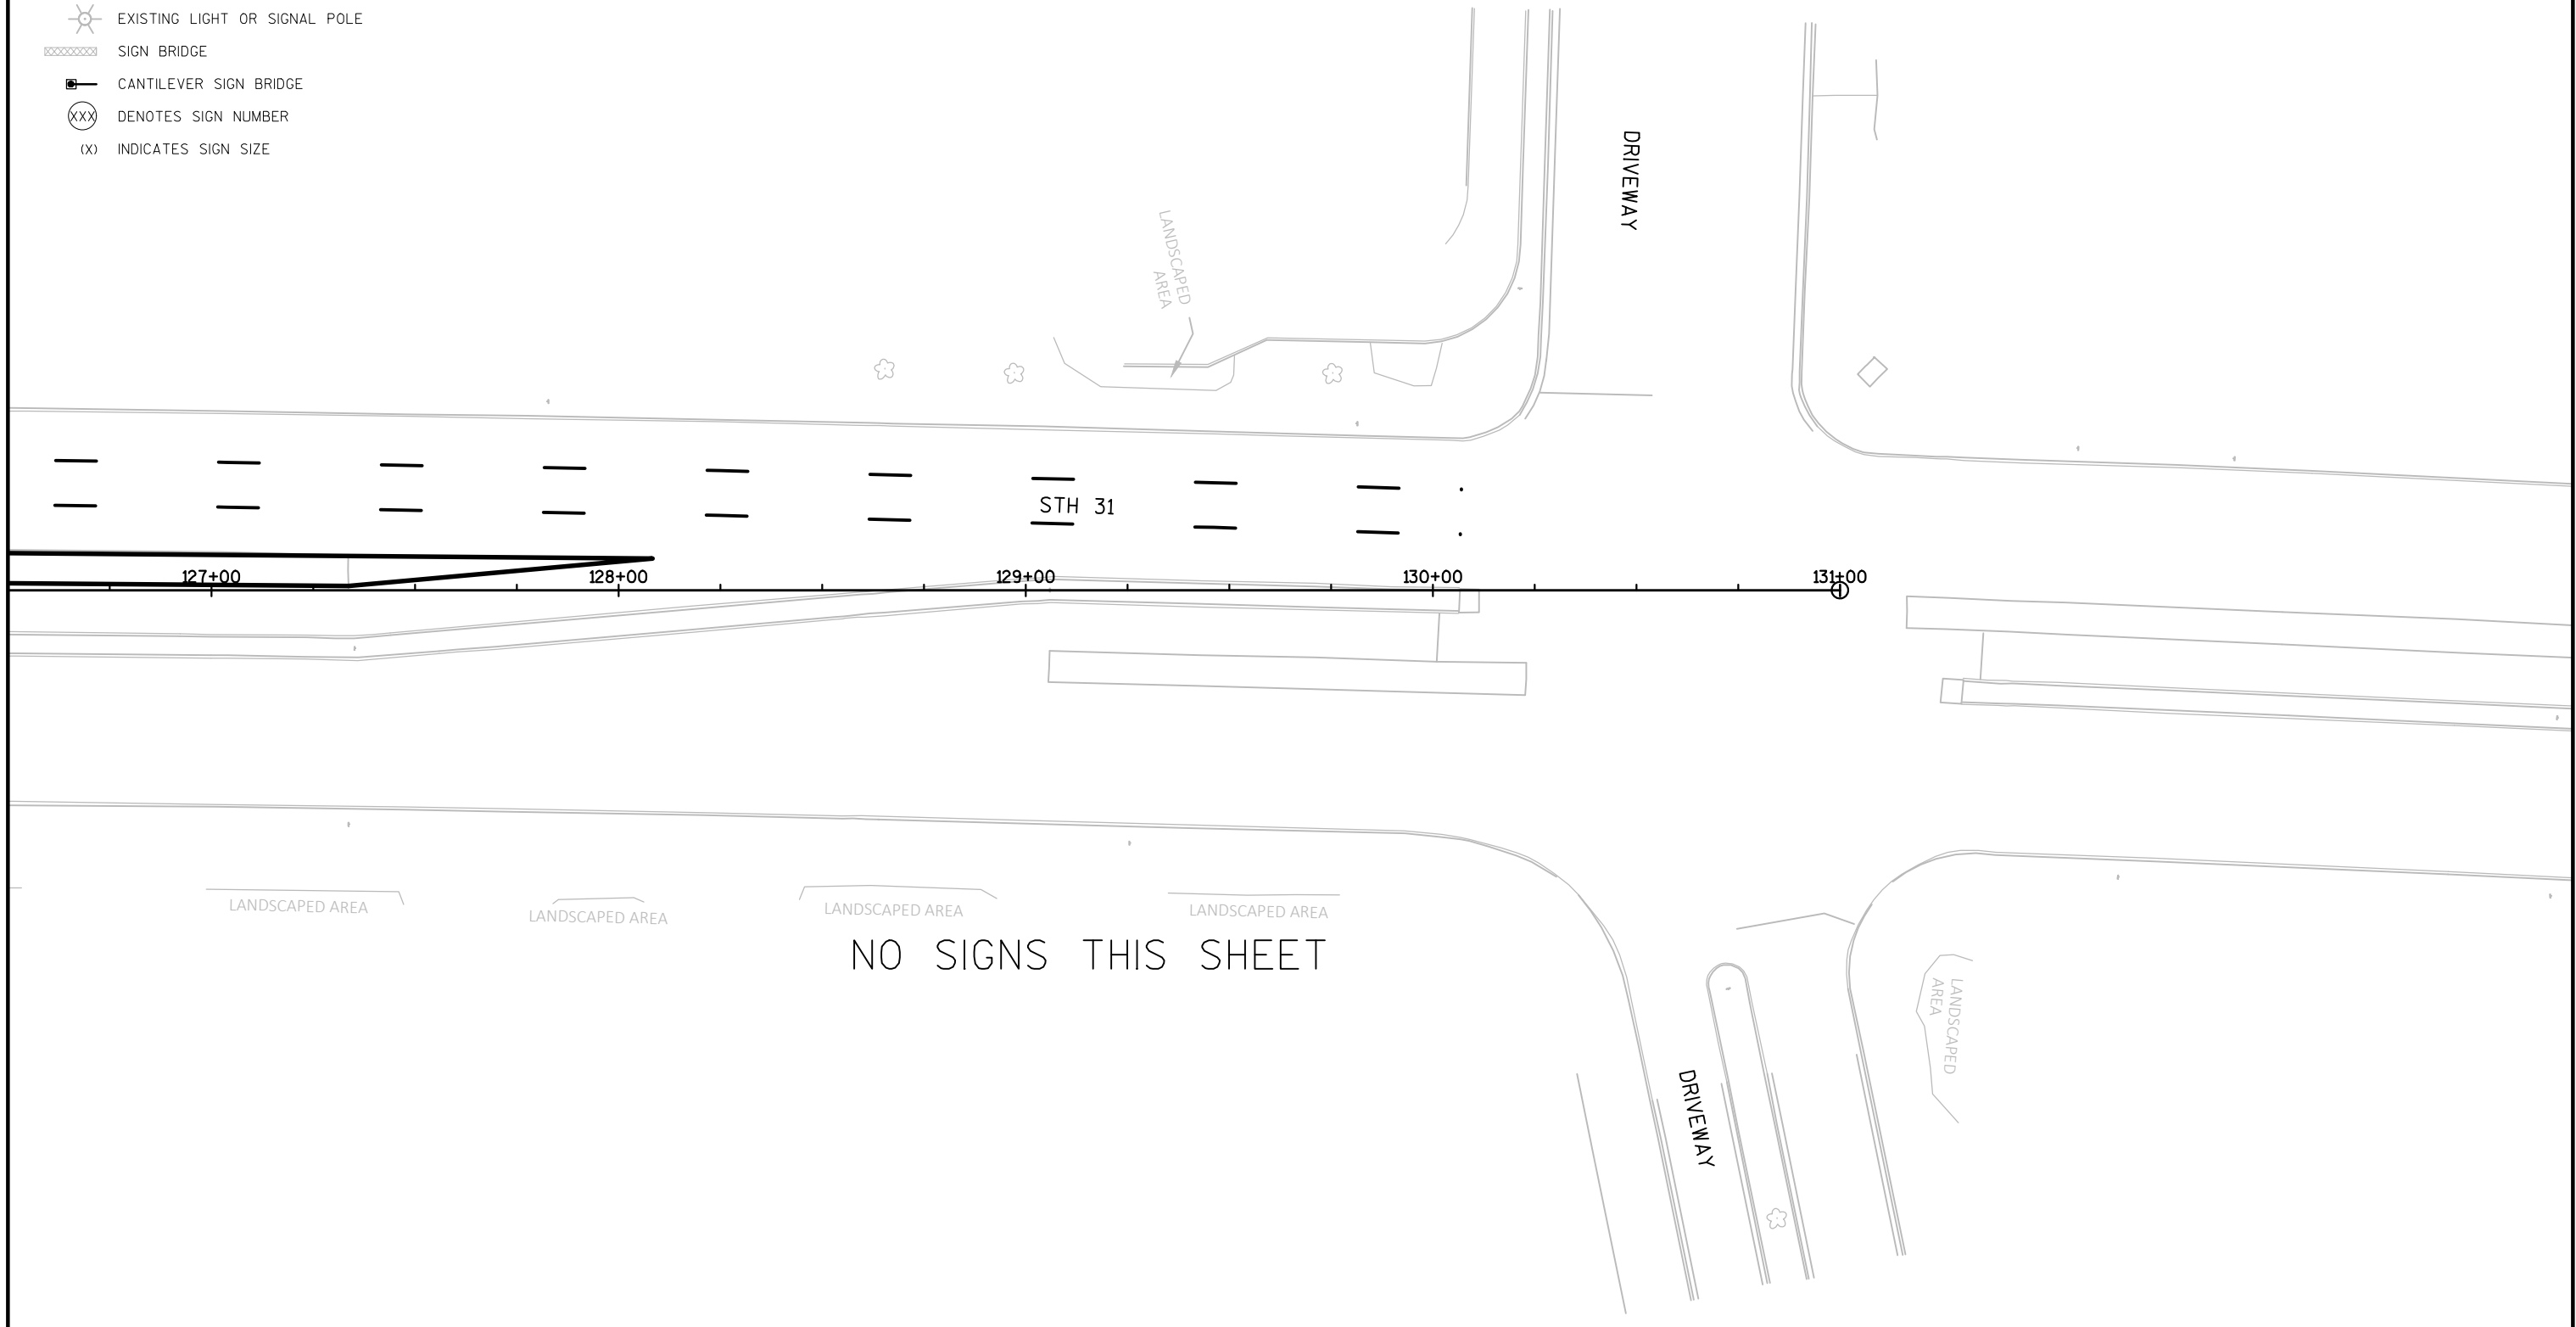 EXISTING LIGHT OR SIGNAL POLE
SIGN BRIDGE
CANTILEVER SIGN BRIDGE
XXX DENOTES SIGN NUMBER
(X) INDICATES SIGN SIZE
DRIVEWAY
LANDSCAPED
AREA
STH 31
127+00
128+00
129+00
130+00
131+00
LANDSCAPED AREA
LANDSCAPED AREA
LANDSCAPED AREA
LANDSCAPED AREA
NO SIGNS THIS SHEET
LANDSCAPED
AREA
DRIVEWAY